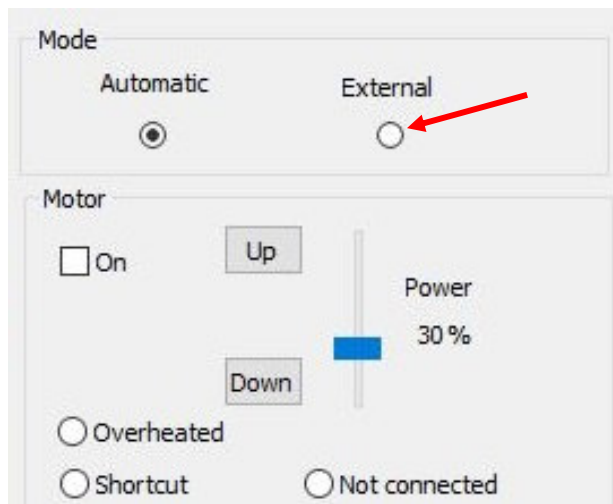 Mode
Automatic External
Motor
On Up
Power
30 %
Down
Overheated
Shortcut Not connected